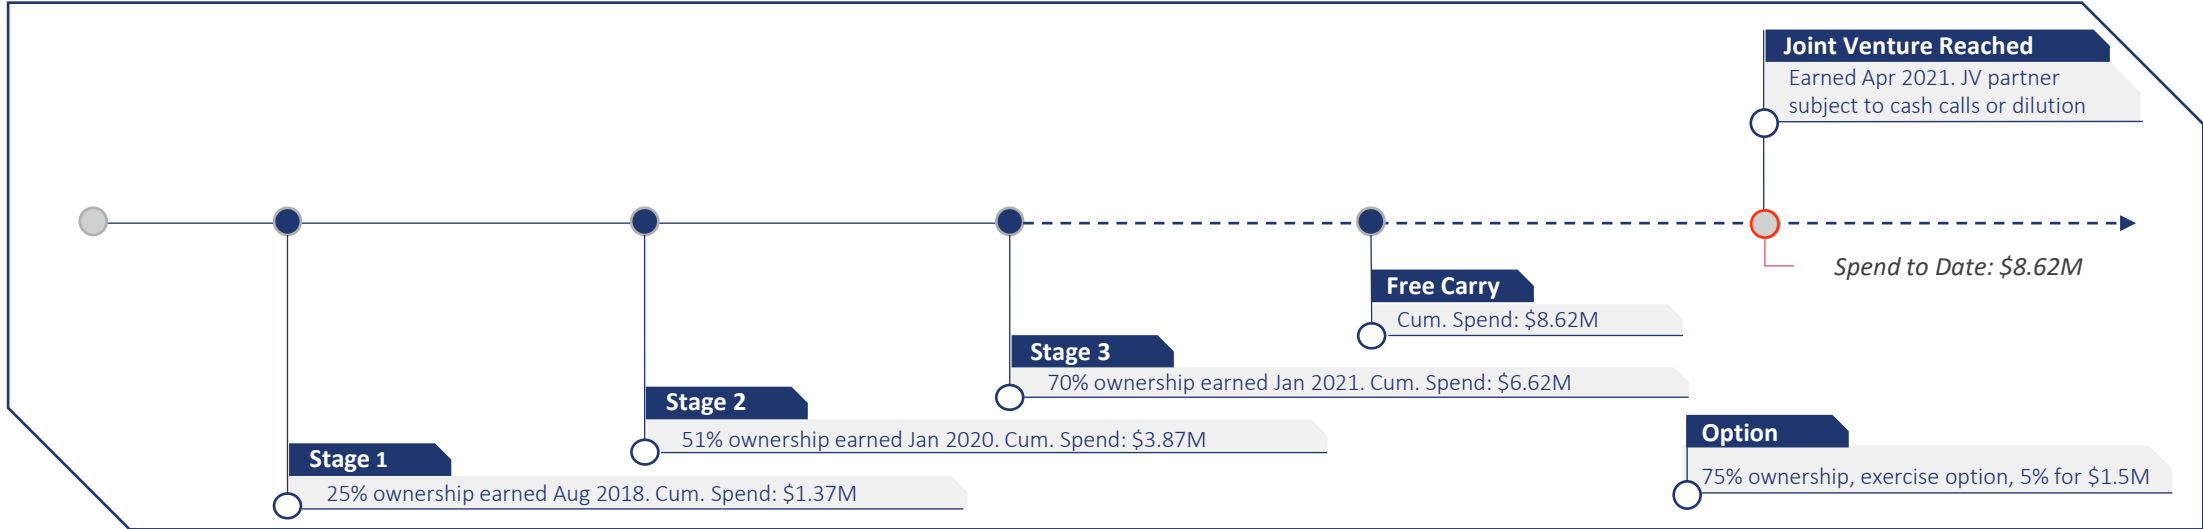 Joint Venture Reached
Earned Apr 2021. JV partner
subject to cash calls or dilution
Spend to Date: $8.62M
Free Carry
Cum. Spend: $8.62M
Stage 3
70% ownership earned Jan 2021. Cum. Spend: $6.62M
Stage 2
51% ownership earned Jan 2020. Cum. Spend: $3.87M
Option
75% ownership, exercise option, 5% for $1.5M
Stage 1
25% ownership earned Aug 2018. Cum. Spend: $1.37M